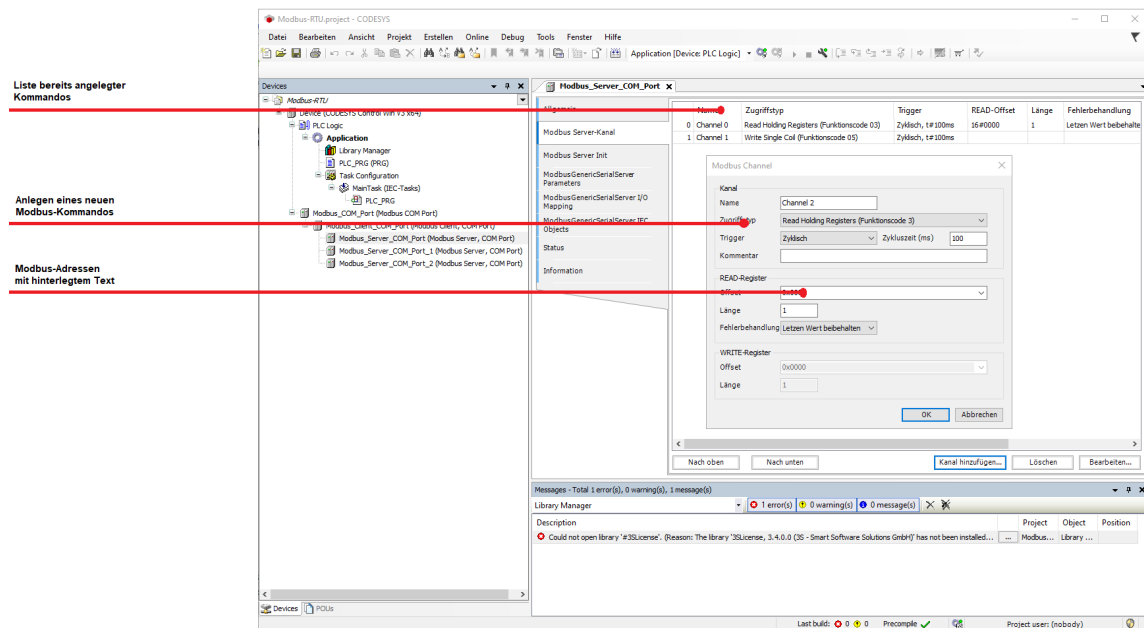 Modbus-RTU.project - CODESYS
Datei Bearbeiten Ansicht Projekt Erstellen Online Debug Tools Fenster Hilfe
Application [Device: PLC Logic]
Liste bereits angelegter
Kommandos
Anlegen eines neuen
Modbus-Kommandos
Modbus-Adressen
mit hinterlegtem Text
Devices
Modbus-RTU
Device (CODESYS Control Win V3 x64)
PLC Logic
Application
Library Manager
PLC_PRG (PRG)
Task Configuration
MainTask (IEC-Tasks)
PLC_PRG
Modbus_COM_Port (Modbus COM Port)
Modbus_Client_COM_Port (Modbus Client, COM Port)
Modbus_Server_COM_Port (Modbus Server, COM Port)
Modbus_Server_COM_Port_1 (Modbus Server, COM Port)
Modbus_Server_COM_Port_2 (Modbus Server, COM Port)
Devices POUs
Modbus_Server_COM_Port
Allgemein
Modbus Server-Kanal
Modbus Server Init
ModbusGenericSerialServer
Parameters
ModbusGenericSerialServer I/O
Mapping
ModbusGenericSerialServer IEC
Objects
Status
Information
Name Zugriffstyp Trigger READ-Offset Länge Fehlerbehandlung
0 Channel 0 Read Holding Registers (Funktionscode 03) Zyklisch, t#100ms 16#0000 1 Letzen Wert beibehalte
1 Channel 1 Write Single Coil (Funktionscode 05) Zyklisch, t#100ms
Modbus Channel
Kanal
Name Channel 2
Zugriffstyp Read Holding Registers (Funktionscode 3)
Trigger Zyklisch Zykluszeit (ms) 100
Kommentar
READ-Register
Offset
Länge 1
Fehlerbehandlung Letzen Wert beibehalten
WRITE-Register
Offset 0x0000
Länge 1
OK Abbrechen
Nach oben Nach unten Kanal hinzufügen... Löschen Bearbeiten...
Messages - Total 1 error(s), 0 warning(s), 1 message(s)
Library Manager 1 error(s) 0 warning(s) 0 message(s)
Description Project Object Position
Could not open library '#3SLicense'. (Reason: The library '3SLicense, 3.4.0.0 (3S - Smart Software Solutions GmbH)' has not been installed... ... Modbus... Library ...
Last build: 0 0 Precompile Project user: (nobody)